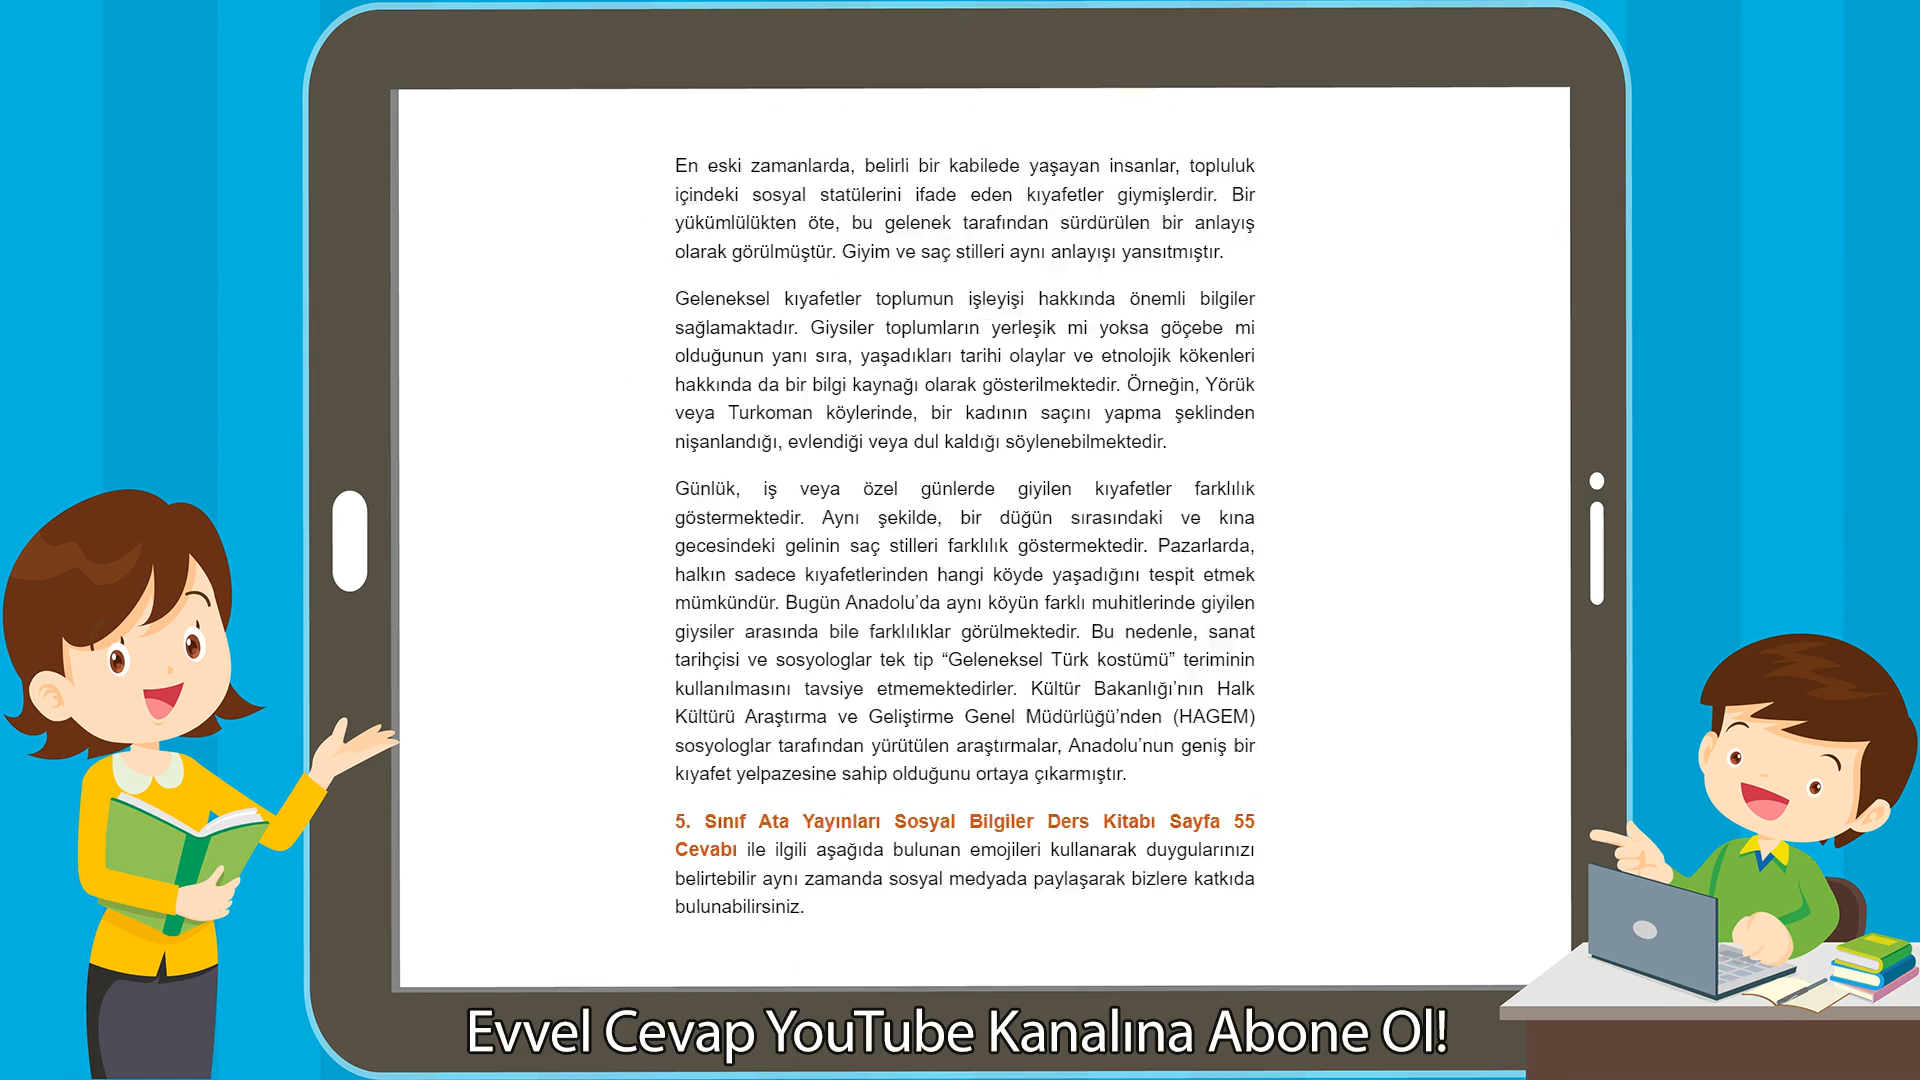 En eski zamanlarda, belirli bir kabilede yaşayan insanlar, topluluk
içindeki sosyal statülerini ifade eden kıyafetler giymişlerdir. Bir
yükümlülükten öte, bu gelenek tarafından sürdürülen bir anlayış
olarak görülmüştür. Giyim ve saç stilleri aynı anlayışı yansıtmıştır.
Geleneksel kıyafetler toplumun işleyişi hakkında önemli bilgiler
sağlamaktadır. Giysiler toplumların yerleşik mi yoksa göçebe mi
olduğunun yanı sıra, yaşadıkları tarihi olaylar ve etnolojik kökenleri
hakkında da bir bilgi kaynağı olarak gösterilmektedir. Örneğin, Yörük
veya Turkoman köylerinde, bir kadının saçını yapma şeklinden
nişanlandığı, evlendiği veya dul kaldığı söylenebilmektedir.
Günlük, iş veya özel günlerde giyilen kıyafetler farklılık
göstermektedir. Aynı şekilde, bir düğün sırasındaki ve kına
gecesindeki gelinin saç stilleri farklılık göstermektedir. Pazarlarda,
halkın sadece kıyafetlerinden hangi köyde yaşadığını tespit etmek
mümkündür. Bugün Anadolu’da aynı köyün farklı muhitlerinde giyilen
giysiler arasında bile farklılıklar görülmektedir. Bu nedenle, sanat
tarihçisi ve sosyologlar tek tip “Geleneksel Türk kostümü” teriminin
kullanılmasını tavsiye etmemektedirler. Kültür Bakanlığı’nın Halk
Kültürü Araştırma ve Geliştirme Genel Müdürlüğü’nden (HAGEM)
sosyologlar tarafından yürütülen araştırmalar, Anadolu’nun geniş bir
kıyafet yelpazesine sahip olduğunu ortaya çıkarmıştır.
5. Sınıf Ata Yayınları Sosyal Bilgiler Ders Kitabı Sayfa 55
Cevabı ile ilgili aşağıda bulunan emojileri kullanarak duygularınızı
belirtebilir aynı zamanda sosyal medyada paylaşarak bizlere katkıda
bulunabilirsiniz.
Evvel Cevap YouTube Kanalına Abone Ol!